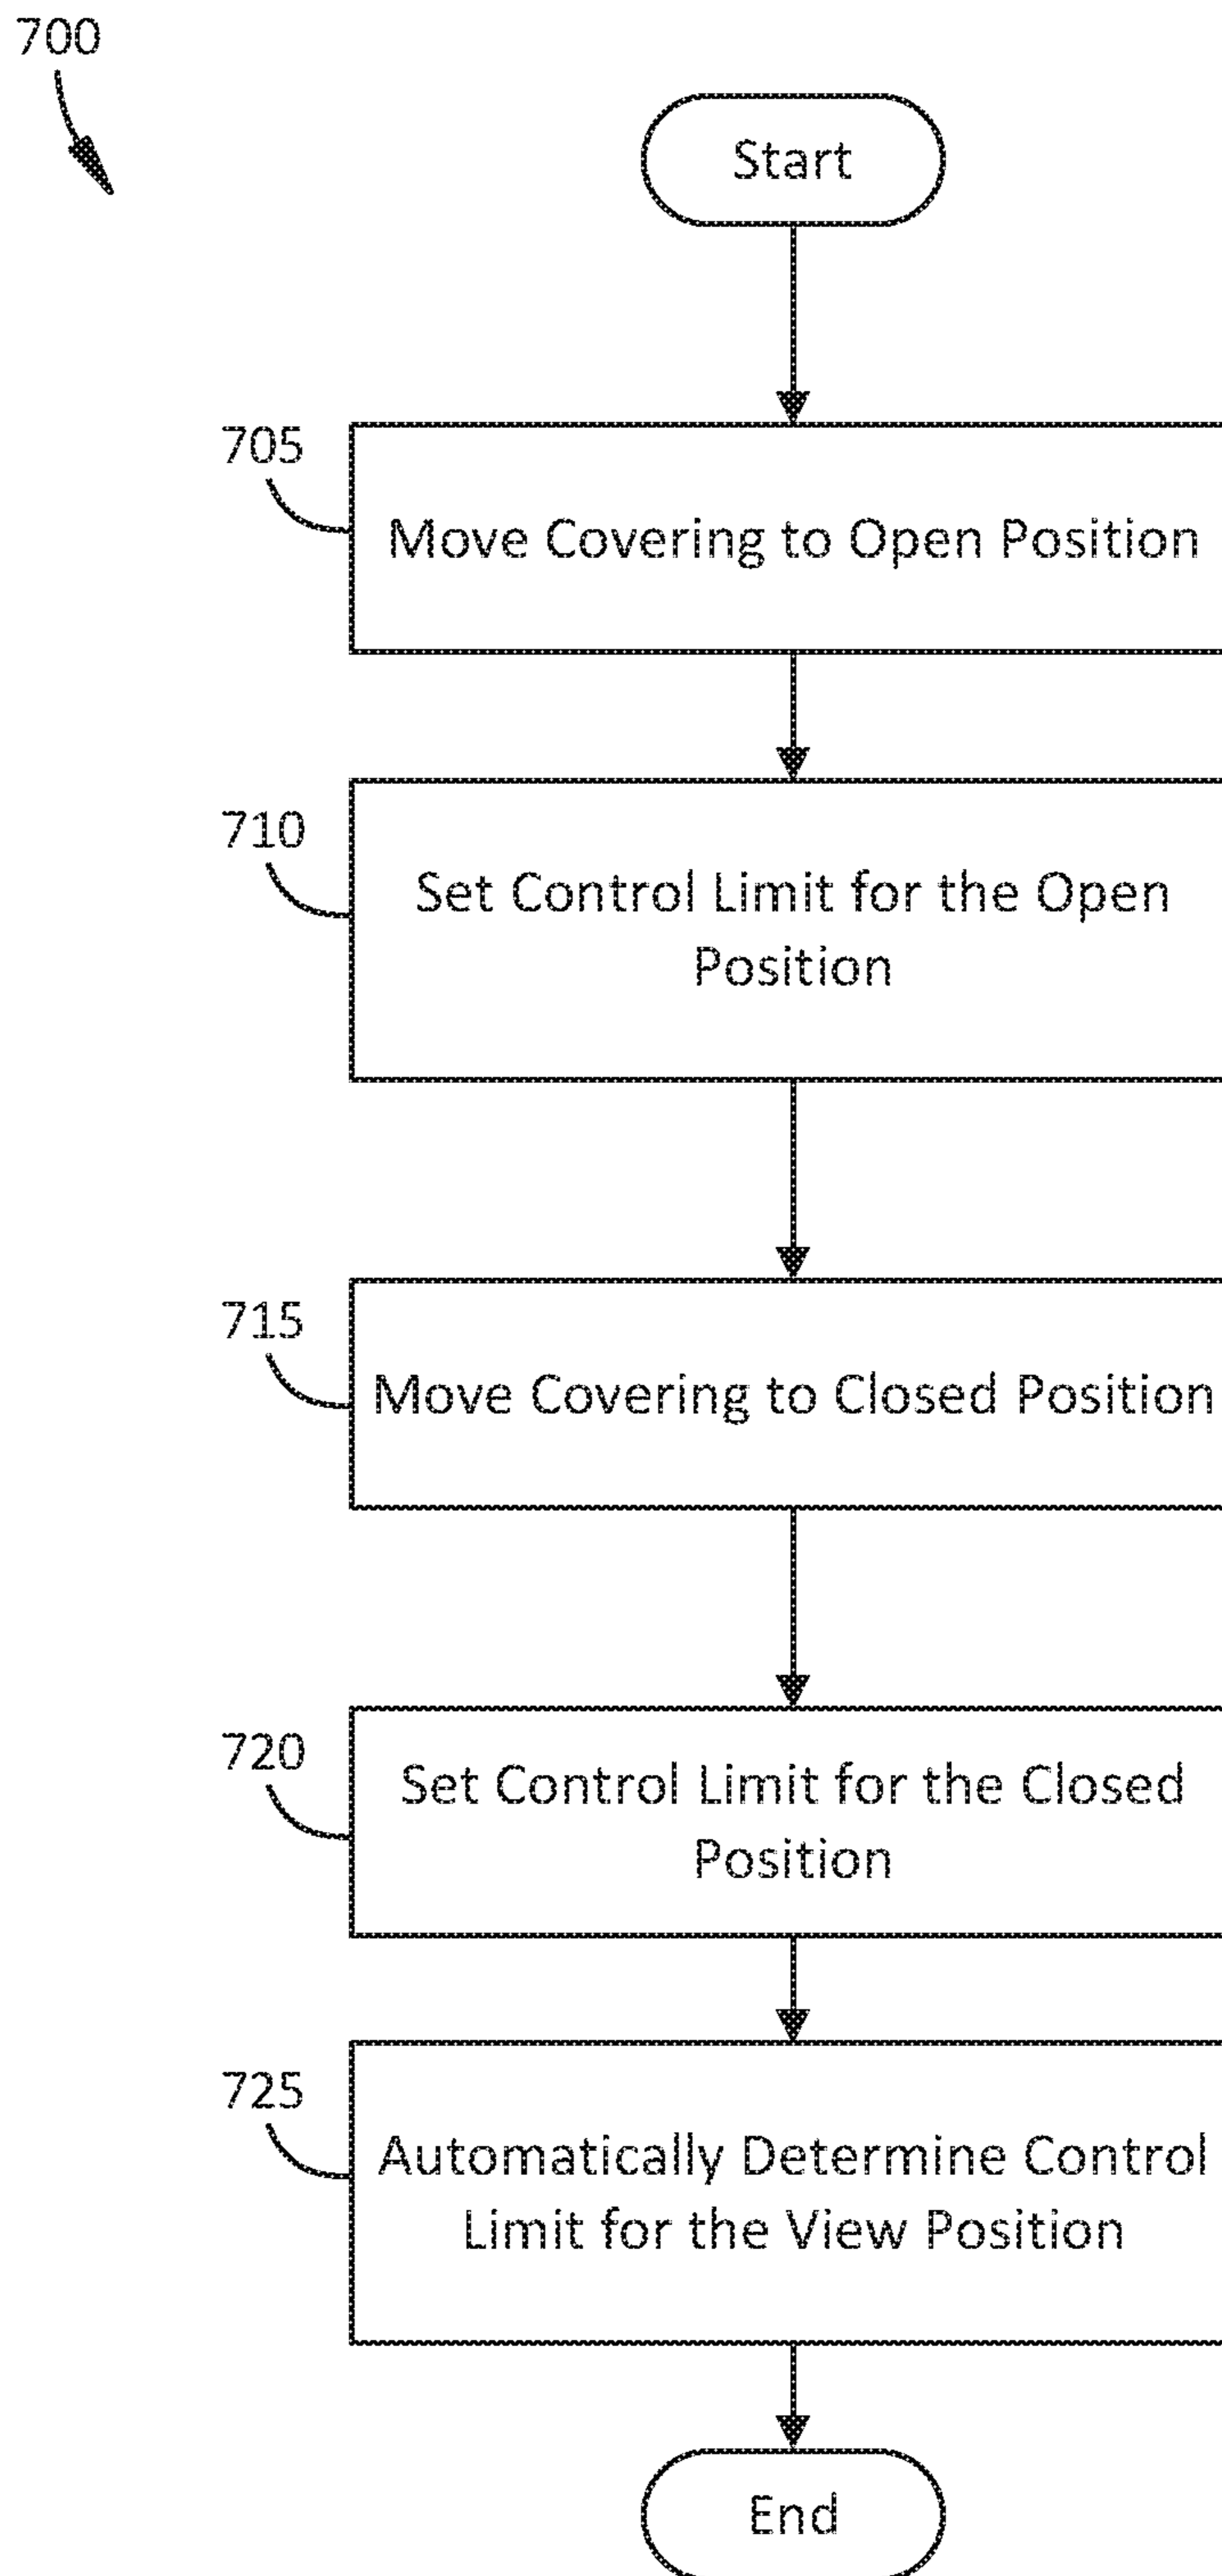 700
Start
705
Move Covering to Open Position
710
Set Control Limit for the Open
Position
715
Move Covering to Closed Position
720
Set Control Limit for the Closed
Position
725
Automatically Determine Control
Limit for the View Position
End